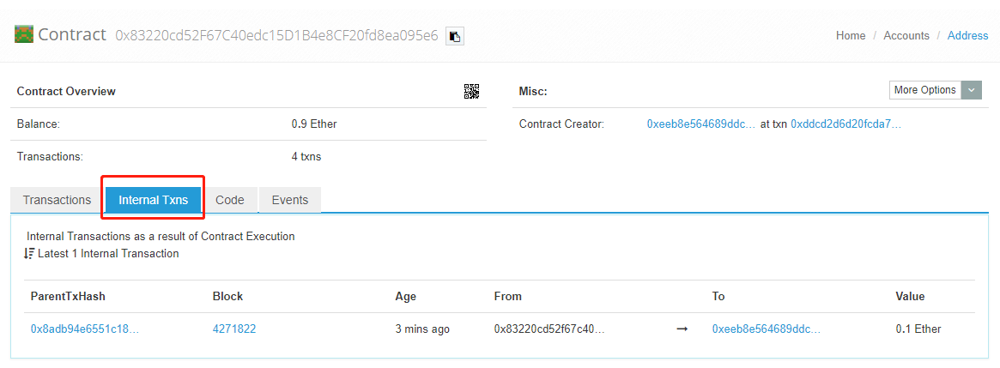 Contract 0x83220cd52F67C40edc15D1B4e8CF20fd8ea095e6
Home / Accounts / Address
Contract Overview
Misc:
More Options
Balance: 0.9 Ether
Contract Creator: 0xeeb8e564689ddc... at txn 0xddcd2d6d20fcda7...
Transactions: 4 txns
Transactions Internal Txns Code Events
Internal Transactions as a result of Contract Execution
Latest 1 Internal Transaction
ParentTxHash Block Age From To Value
0x8adb94e6551c18... 4271822 3 mins ago 0x83220cd52f67c40... → 0xeeb8e564689ddc... 0.1 Ether